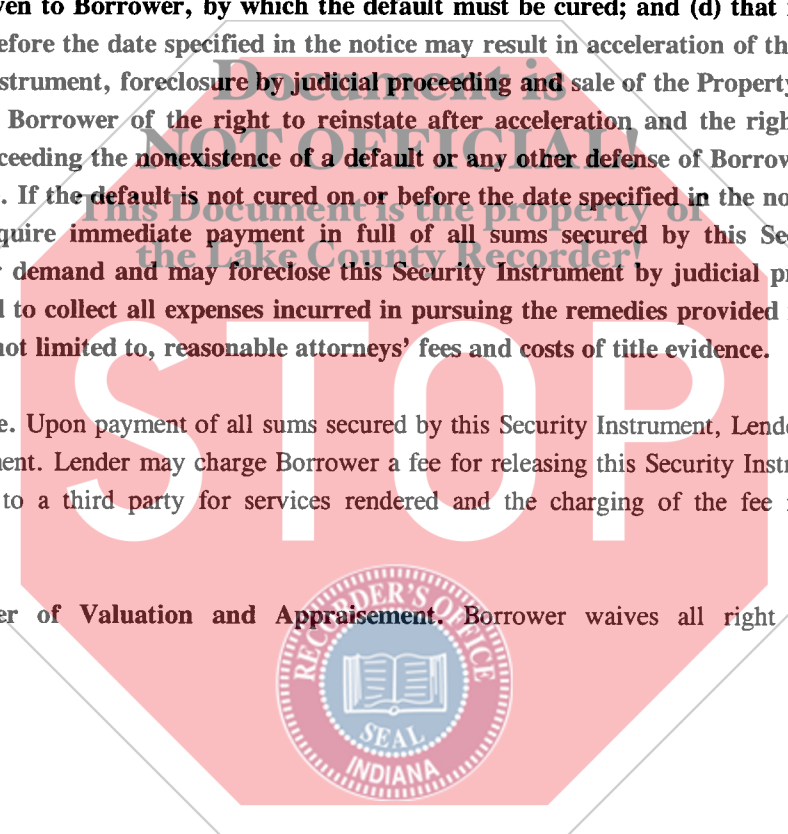 ven to Borrower, by which the default must be cured; and (d) that
efore the date specified in the notice may result in acceleration of th
Document is
strument, foreclosure by judicial proceeding and sale of the Property
Borrower of the right to reinstate after acceleration and the righ
NOT OFFICIAL!
ceeding the nonexistence of a default or any other defense of Borrow
. If the default is not cured on or before the date specified in the no
This Document is the property of
quire immediate payment in full of all sums secured by this Se
the Lake County Recorder!
demand and may foreclose this Security Instrument by judicial p
to collect all expenses incurred in pursuing the remedies provided
not limited to, reasonable attorneys' fees and costs of title evidence.
STOP
e. Upon payment of all sums secured by this Security Instrument, Lend
ent. Lender may charge Borrower a fee for releasing this Security Inst
to a third party for services rendered and the charging of the fee
er of Valuation and Appraisement. Borrower waives all right
RECORDER'S OFFICE
SEAL
INDIANA